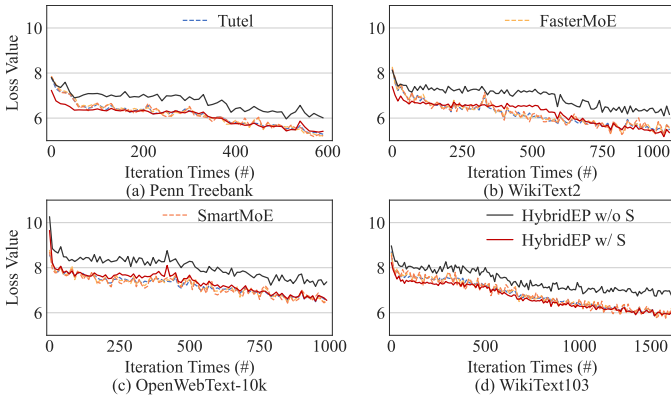 Tutel
FasterMoE
Loss Value
10
8
6
0
200
400
600
Iteration Times (#)
(a) Penn Treebank
10
8
6
0
250
500
750
1000
Iteration Times (#)
(b) WikiText2
SmartMoE
HybridEP w/o S
HybridEP w/ S
Loss Value
10
8
6
0
250
500
750
1000
Iteration Times (#)
(c) OpenWebText-10k
10
8
6
0
500
1000
1500
Iteration Times (#)
(d) WikiText103